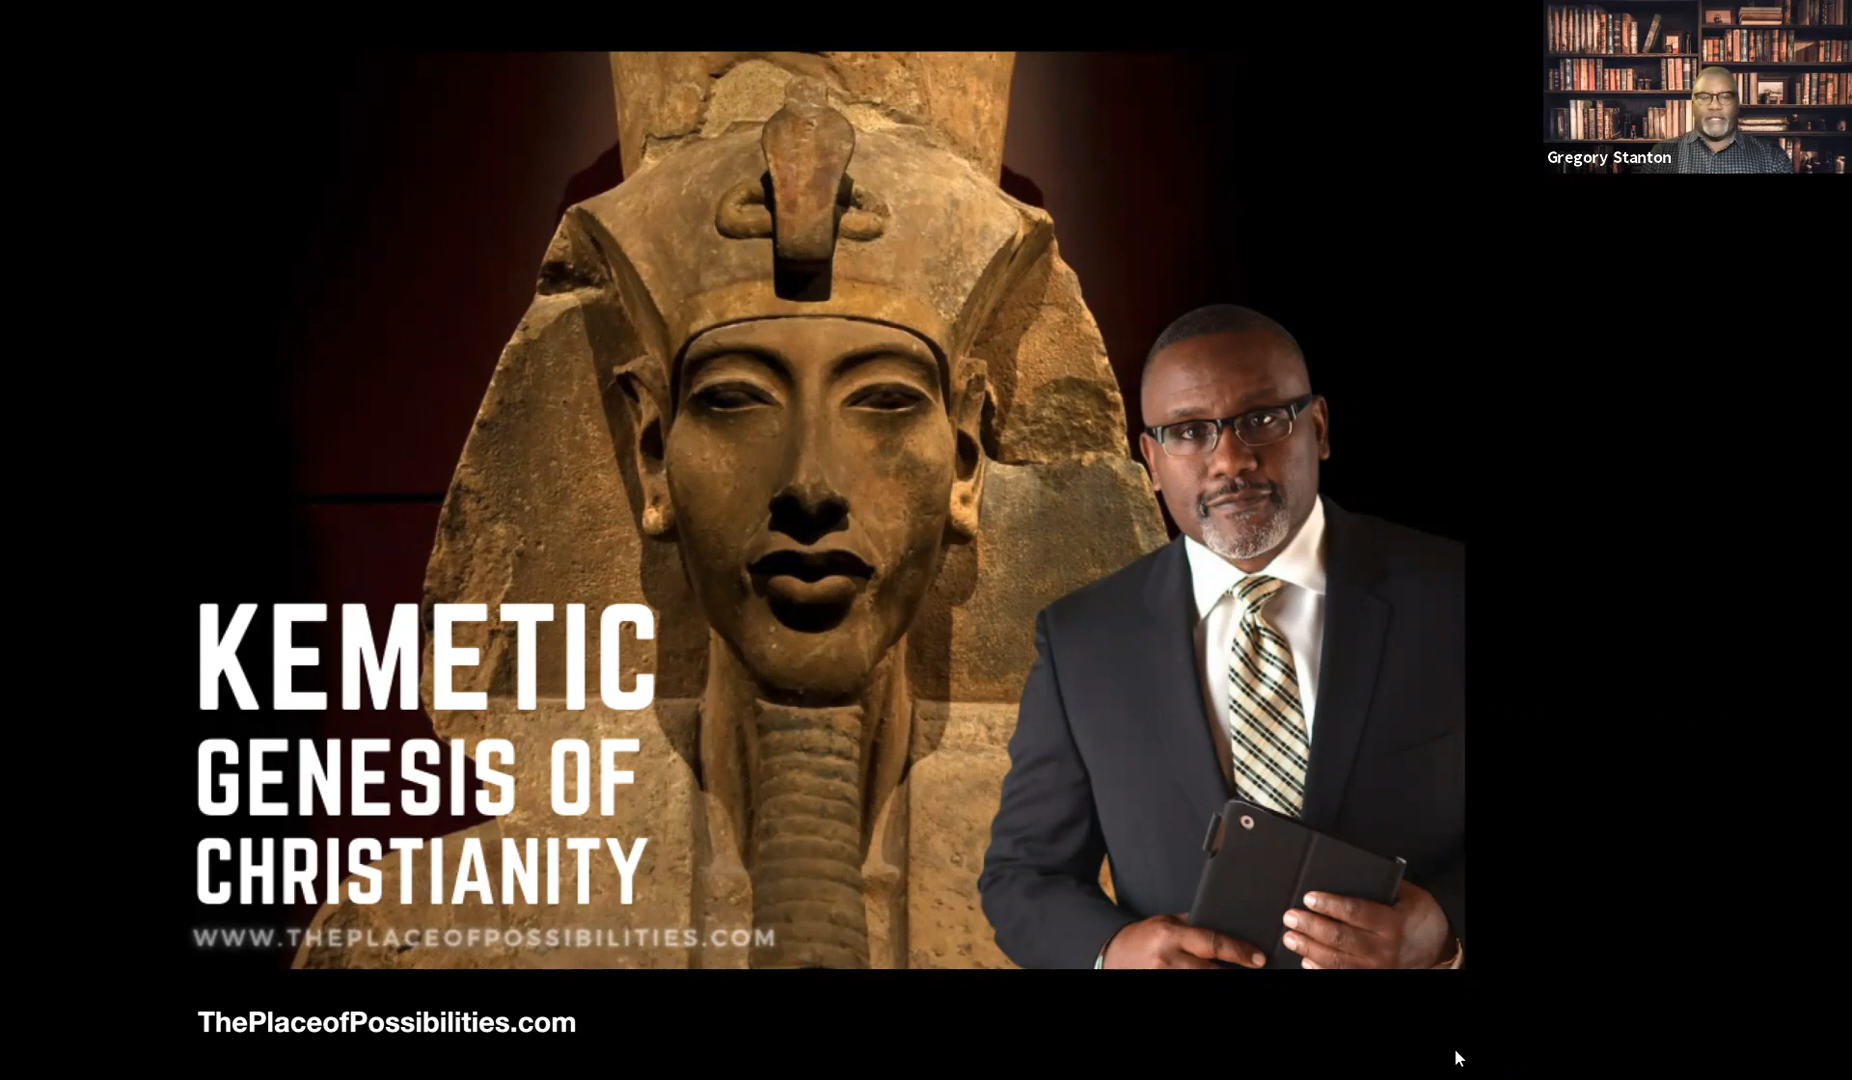 Gregory Stanton
KEMETIC
GENESIS OF
CHRISTIANITY
WWW.THEPLACEOFPOSSIBILITIES.COM
ThePlaceofPossibilities.com